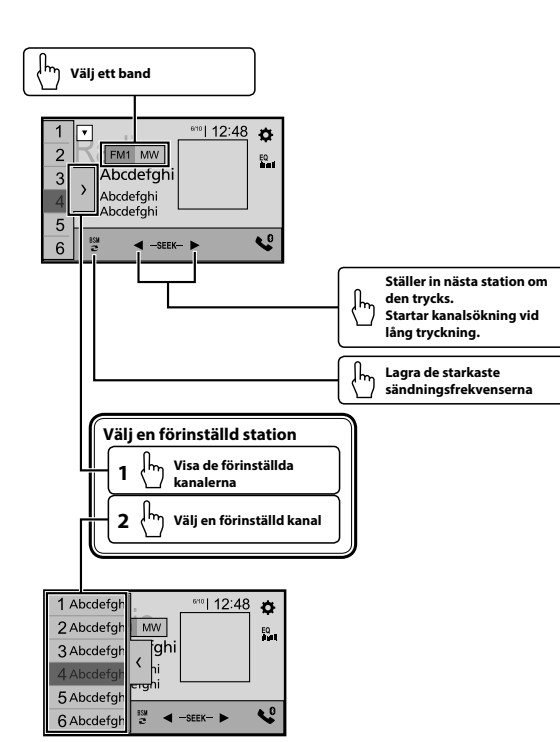 Välj ett band
1
2
3
4
5
6
6/10 | 12:48
FM1 MW
EQ
Abcdefghi
Abcdefghi
Abcdefghi
BSM
SEEK
Ställer in nästa station om
den trycks.
Startar kanalsökning vid
lång tryckning.
Lagra de starkaste
sändningsfrekvenserna
Välj en förinställd station
1 Visa de förinställda
kanalerna
2 Välj en förinställd kanal
1 Abcdefgh
2 Abcdefgh
3 Abcdefgh
4 Abcdefgh
5 Abcdefgh
6 Abcdefgh
6/10 | 12:48
MW
EQ
fghi
hi
efghi
BSM
SEEK